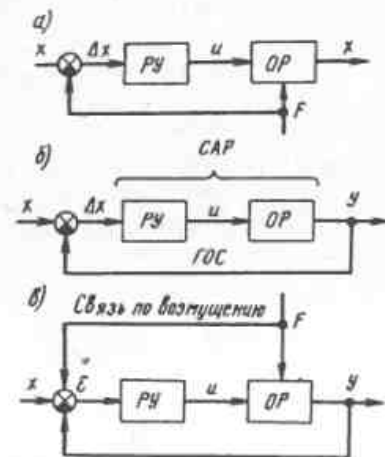 а)
x Δx РУ u ОР x
F
САР
б)
x Δx РУ u ОР y
ГОС
в)
Связь по возмущению
F
x ε РУ u ОР y